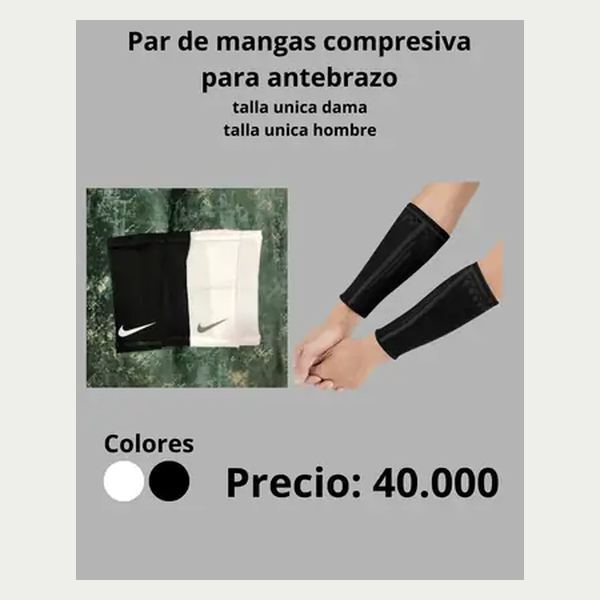 Par de mangas compresiva
para antebrazo
talla unica dama
talla unica hombre
Colores
Precio: 40.000